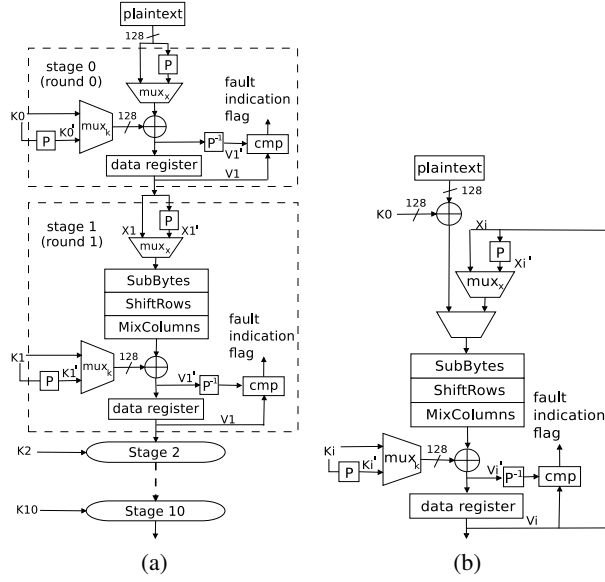 plaintext
128
stage 0
(round 0)
P
fault
indication
flag
mux_x
K0
mux_k
128
P
K0'
P⁻¹
cmp
V1'
data register
V1
stage 1
(round 1)
P
X1
X1'
mux_x
SubBytes
ShiftRows
MixColumns
fault
indication
flag
K1
mux_k
128
P
K1'
V1'
P⁻¹
cmp
data register
V1
K2
Stage 2
K10
Stage 10
(a)
plaintext
128
K0
128
Xi
P
Xi'
mux_x
SubBytes
ShiftRows
MixColumns
fault
indication
flag
Ki
mux_k
128
P
Ki'
Vi'
P⁻¹
cmp
data register
Vi
(b)